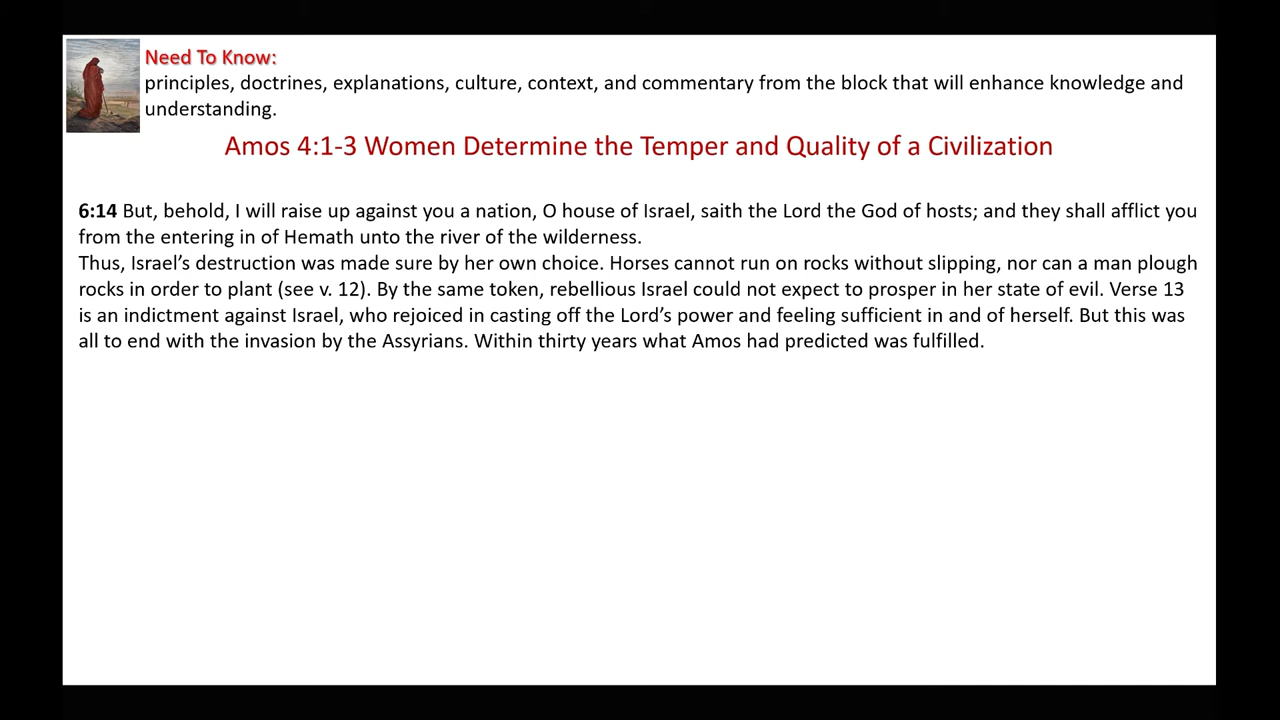 Need To Know:
principles, doctrines, explanations, culture, context, and commentary from the block that will enhance knowledge and
understanding.
Amos 4:1-3 Women Determine the Temper and Quality of a Civilization
6:14 But, behold, I will raise up against you a nation, O house of Israel, saith the Lord the God of hosts; and they shall afflict you
from the entering in of Hemath unto the river of the wilderness.
Thus, Israel’s destruction was made sure by her own choice. Horses cannot run on rocks without slipping, nor can a man plough
rocks in order to plant (see v. 12). By the same token, rebellious Israel could not expect to prosper in her state of evil. Verse 13
is an indictment against Israel, who rejoiced in casting off the Lord’s power and feeling sufficient in and of herself. But this was
all to end with the invasion by the Assyrians. Within thirty years what Amos had predicted was fulfilled.